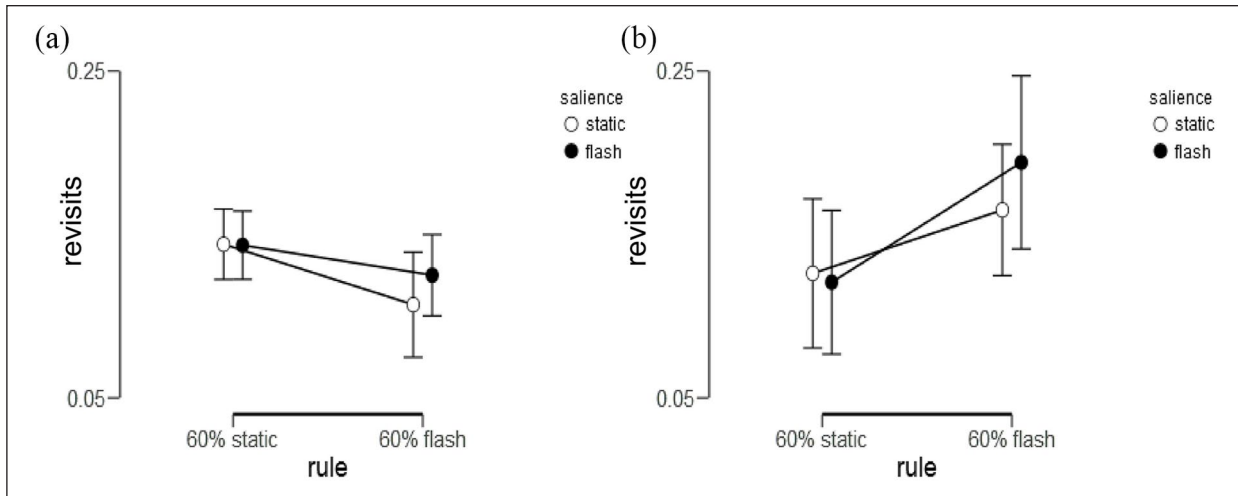 (a)
0.25
revisits
0.05
salience
static
flash
60% static
60% flash
rule
(b)
0.25
revisits
0.05
salience
static
flash
60% static
60% flash
rule